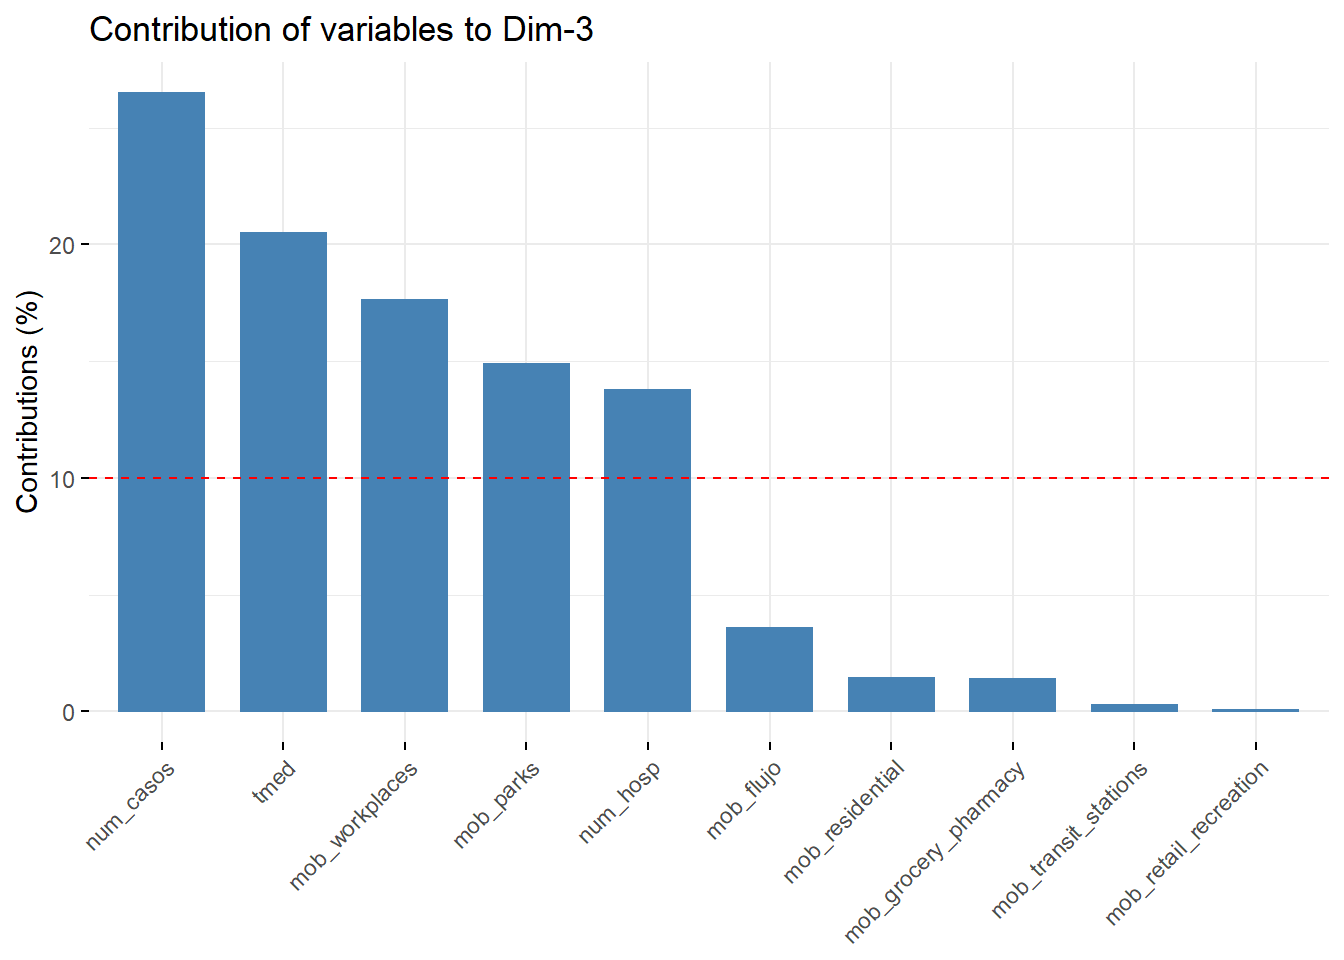 Contribution of variables to Dim-3
Contributions (%)
20
10
0
num_casos
tmed
mob_workplaces
mob_parks
num_hosp
mob_flujo
mob_residential
mob_grocery_pharmacy
mob_transit_stations
mob_retail_recreation